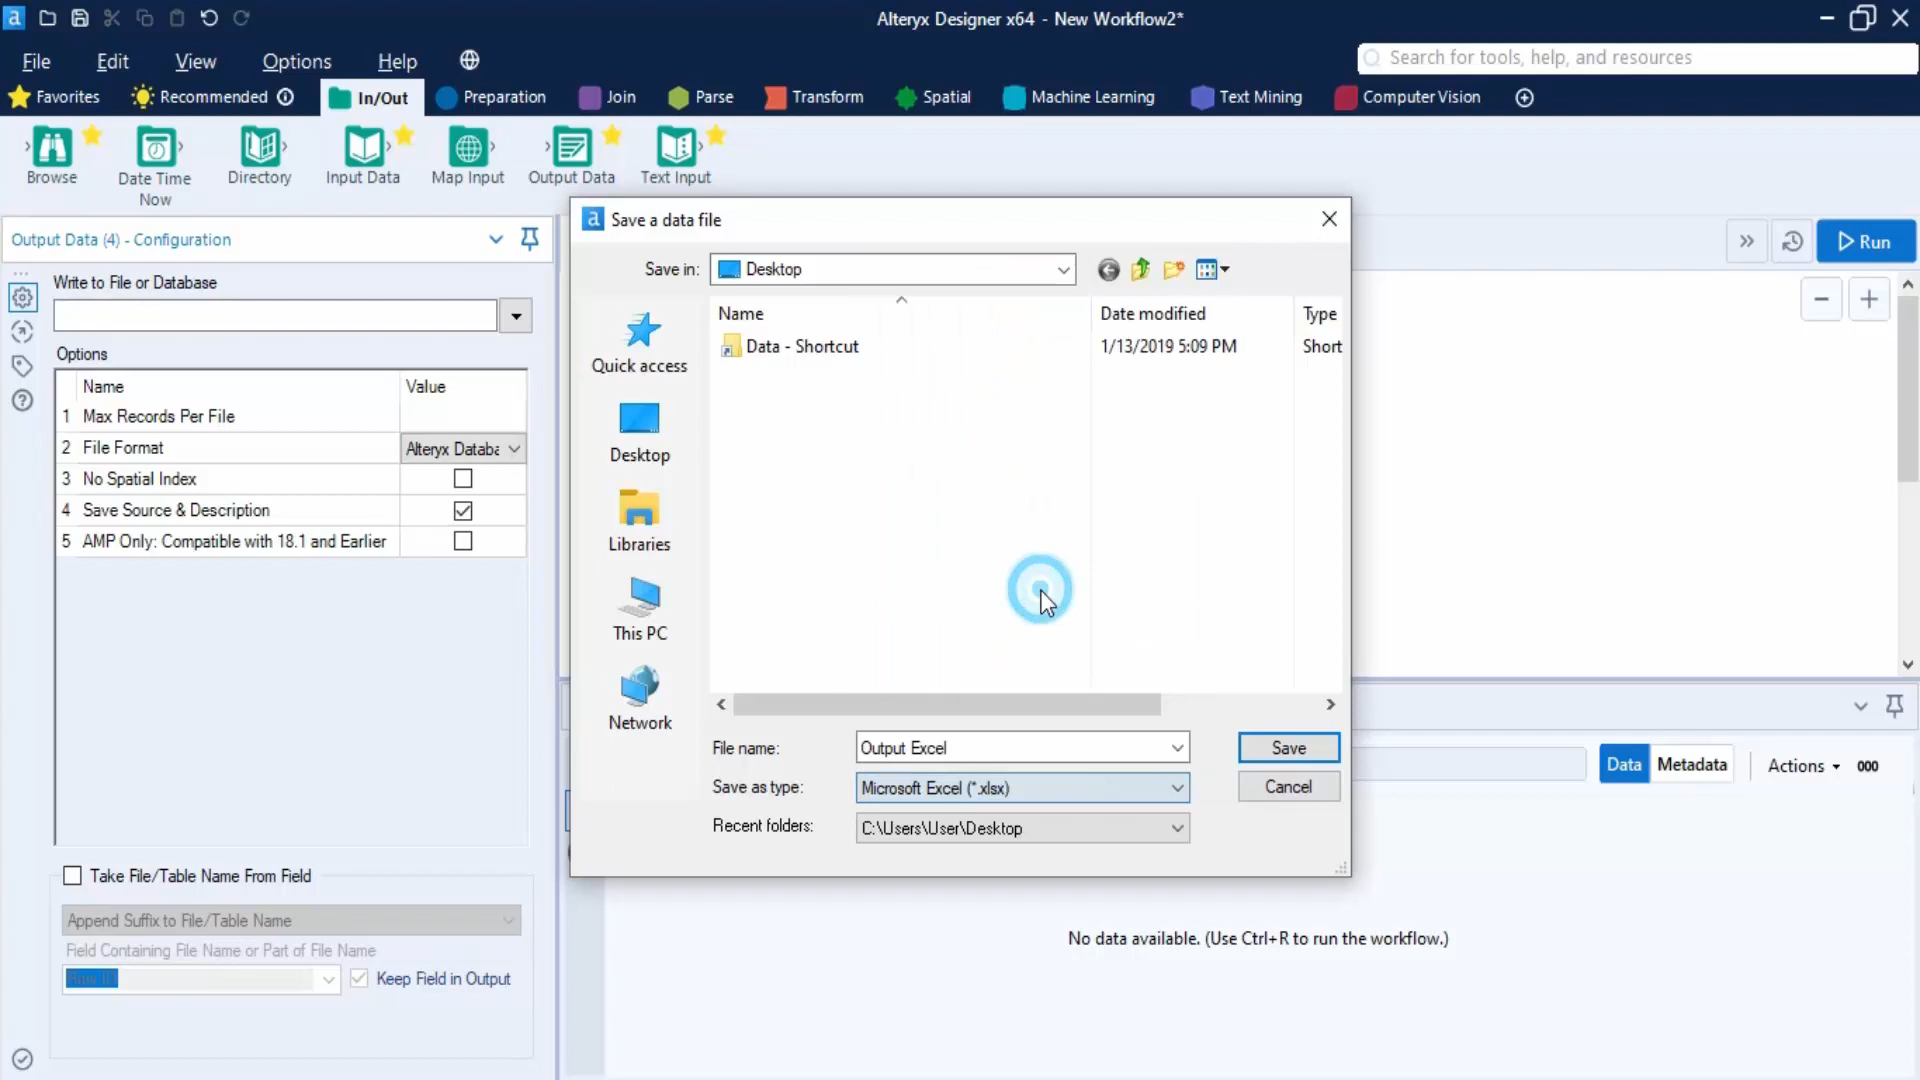 Alteryx Designer x64 - New Workflow2*
File Edit View Options Help
Search for tools, help, and resources
Favorites Recommended In/Out Preparation Join Parse Transform Spatial Machine Learning Text Mining Computer Vision
Browse Date Time Now Directory Input Data Map Input Output Data Text Input
Output Data (4) - Configuration
Run
Write to File or Database
Options
Name Value
1 Max Records Per File
2 File Format Alteryx Databa
3 No Spatial Index
4 Save Source & Description
5 AMP Only: Compatible with 18.1 and Earlier
Take File/Table Name From Field
Append Suffix to File/Table Name
Field Containing File Name or Part of File Name
Keep Field in Output
Save a data file
Save in: Desktop
Name Date modified Type
Data - Shortcut 1/13/2019 5:09 PM Short
Quick access
Desktop
Libraries
This PC
Network
File name: Output Excel Save
Save as type: Microsoft Excel (*.xlsx) Cancel
Recent folders: C:\Users\User\Desktop
Data Metadata Actions 000
No data available. (Use Ctrl+R to run the workflow.)